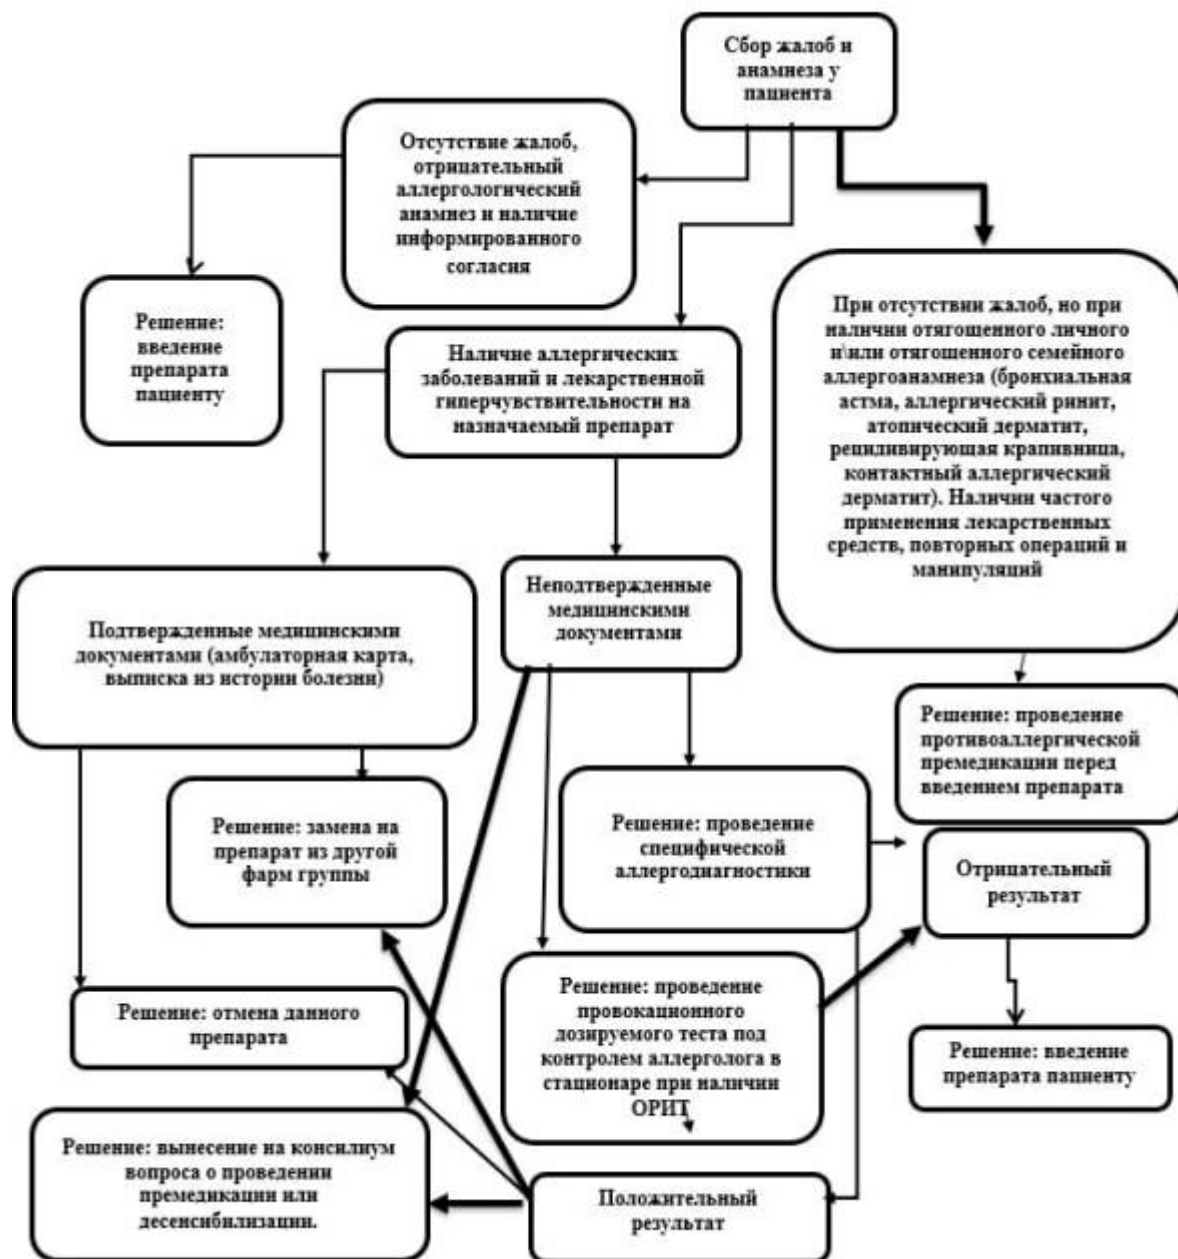 Сбор жалоб и
анамнеза у
пациента
Отсутствие жалоб,
отрицательный
аллергологический
анамнез и наличие
информированного
согласия
Решение:
введение
препарата
пациенту
Наличие аллергических
заболеваний и лекарственной
гиперчувствительности на
назначаемый препарат
При отсутствии жалоб, но при
наличии отягощенного личного
и\или отягощенного семейного
аллергоанамнеза (бронхиальная
астма, аллергический ринит,
атопический дерматит,
рецидивирующая крапивница,
контактный аллергический
дерматит). Наличии частого
применения лекарственных
средств, повторных операций и
манипуляций
Подтвержденные медицинскими
документами (амбулаторная карта,
выписка из истории болезни)
Неподтвержденные
медицинскими
документами
Решение: проведение
противоаллергической
премедикации перед
введением препарата
Решение: замена на
препарат из другой
фарм группы
Решение: проведение
специфической
аллергодиагностики
Отрицательный
результат
Решение: отмена данного
препарата
Решение: проведение
провокационного
дозируемого теста под
контролем аллерголога в
стационаре при наличии
ОРИТ
Решение: введение
препарата пациенту
Решение: вынесение на консилиум
вопроса о проведении
премедикации или
десенсибилизации.
Положительный
результат